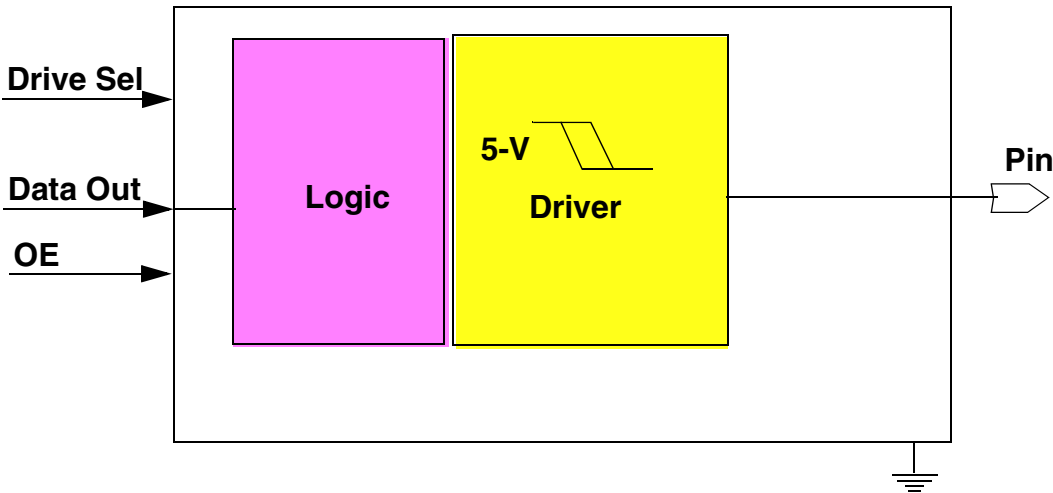 Drive Sel
Data Out
OE
Logic
5-V
Driver
Pin